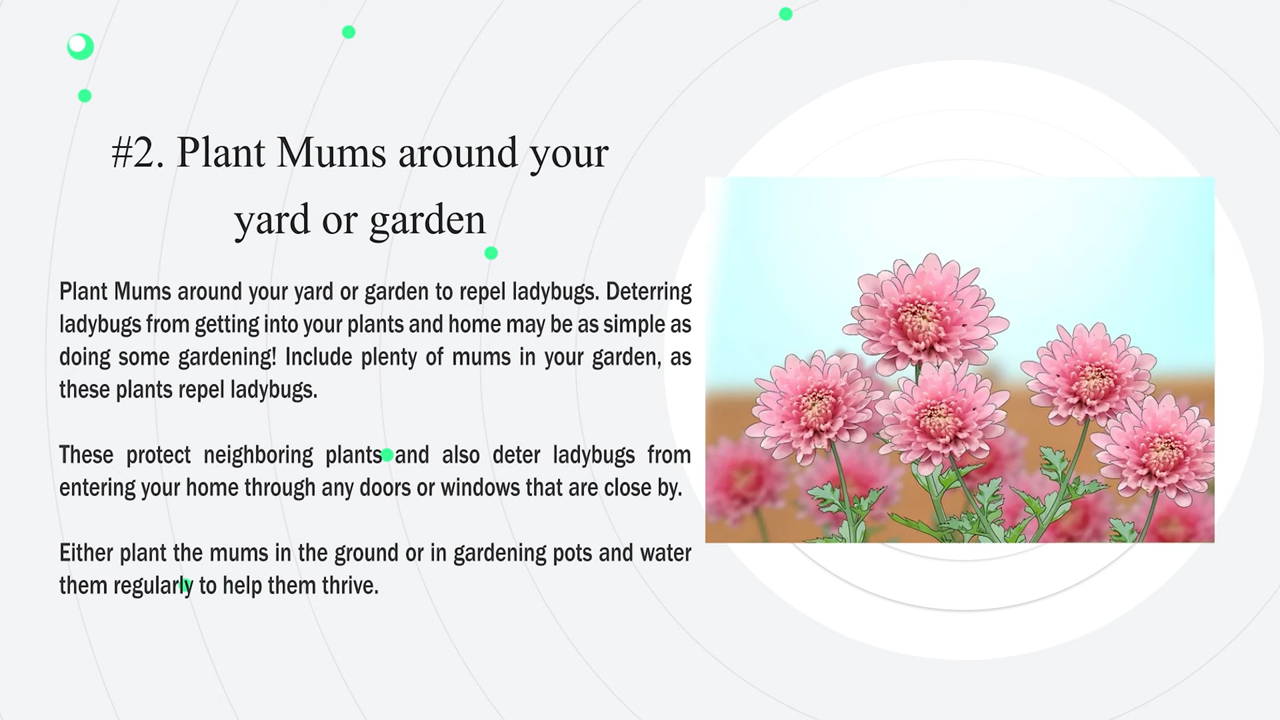 #2. Plant Mums around your
yard or garden
Plant Mums around your yard or garden to repel ladybugs. Deterring
ladybugs from getting into your plants and home may be as simple as
doing some gardening! Include plenty of mums in your garden, as
these plants repel ladybugs.
These protect neighboring plants and also deter ladybugs from
entering your home through any doors or windows that are close by.
Either plant the mums in the ground or in gardening pots and water
them regularly to help them thrive.